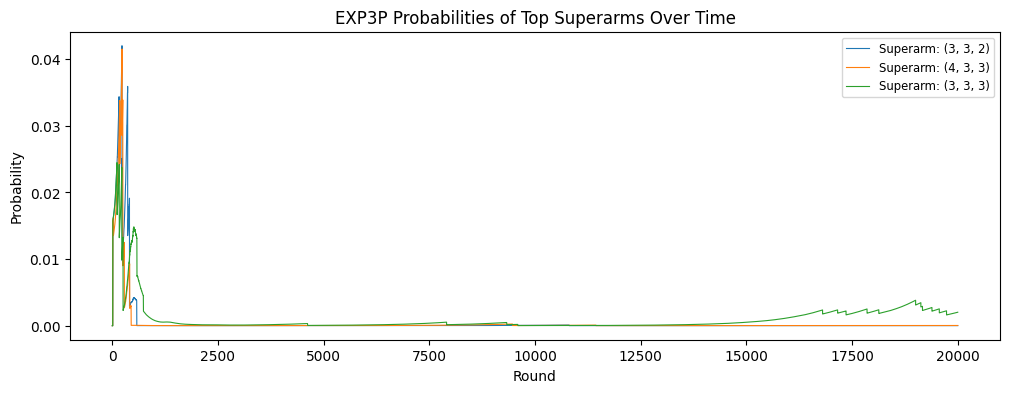 EXP3P Probabilities of Top Superarms Over Time
Superarm: (3, 3, 2)
Superarm: (4, 3, 3)
Superarm: (3, 3, 3)
Probability
0.04
0.03
0.02
0.01
0.00
0 2500 5000 7500 10000 12500 15000 17500 20000
Round